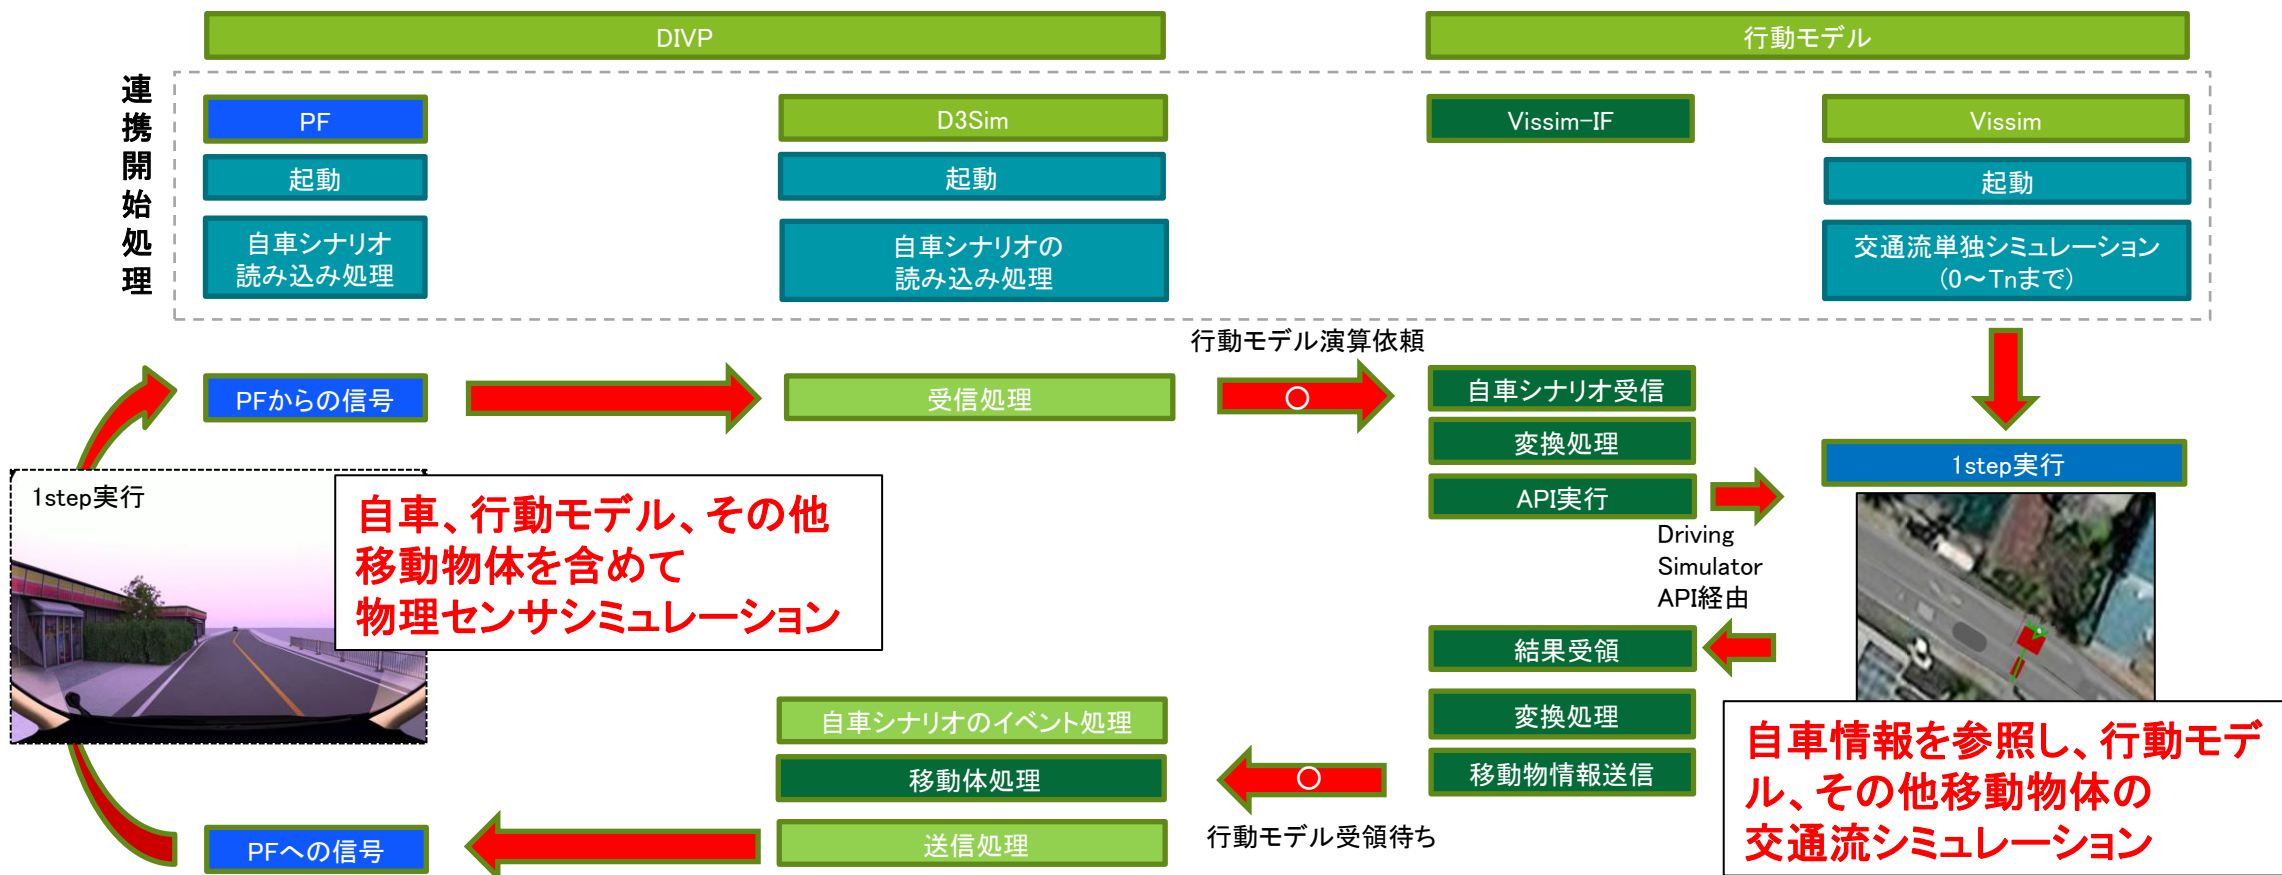 DIVP
行動モデル
連携開始処理
PF
D3Sim
Vissim-IF
Vissim
起動
起動
起動
自車シナリオ
読み込み処理
自車シナリオの
読み込み処理
交通流単独シミュレーション
(0～Tnまで)
行動モデル演算依頼
PFからの信号
受信処理
自車シナリオ受信
変換処理
API実行
1step実行
Driving
Simulator
API経由
1step実行
自車、行動モデル、その他
移動物体を含めて
物理センサシミュレーション
結果受領
変換処理
移動物情報送信
自車シナリオのイベント処理
移動体処理
送信処理
行動モデル受領待ち
PFへの信号
自車情報を参照し、行動モデ
ル、その他移動物体の
交通流シミュレーション